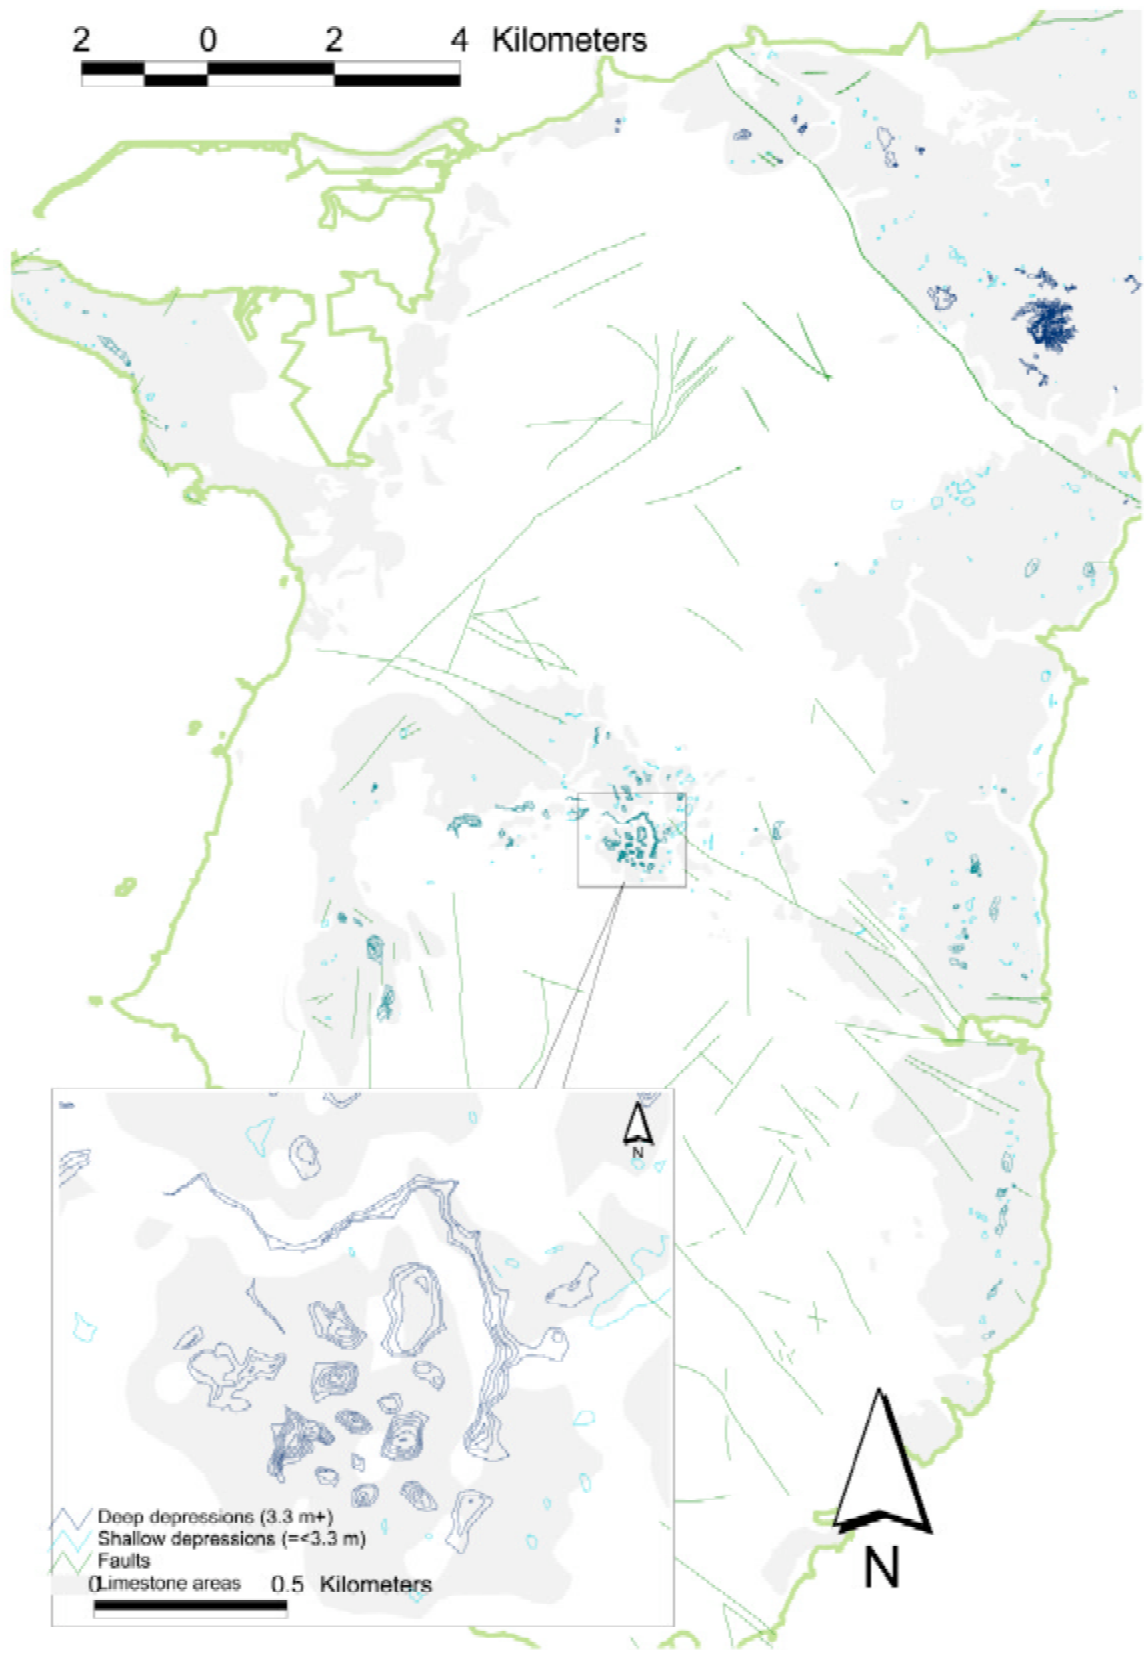 2 0 2 4 Kilometers
N
Deep depressions (3.3 m+)
Shallow depressions (=<3.3 m)
Faults
Limestone areas
0 0.5 Kilometers
N